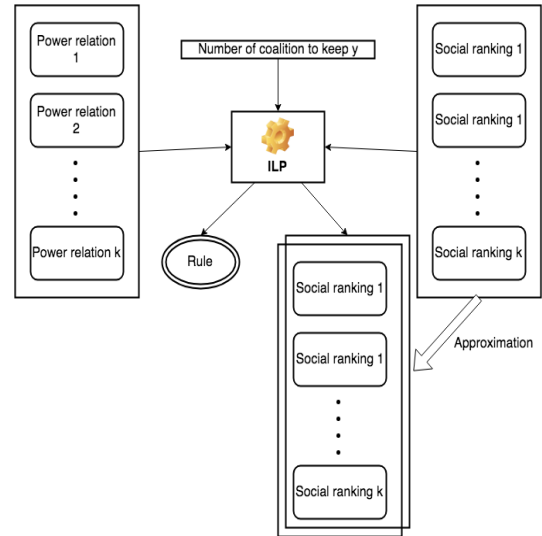 Power relation
1
Power relation
2
Power relation k
Number of coalition to keep y
ILP
Rule
Social ranking 1
Social ranking 1
Social ranking k
Approximation
Social ranking 1
Social ranking 1
Social ranking k